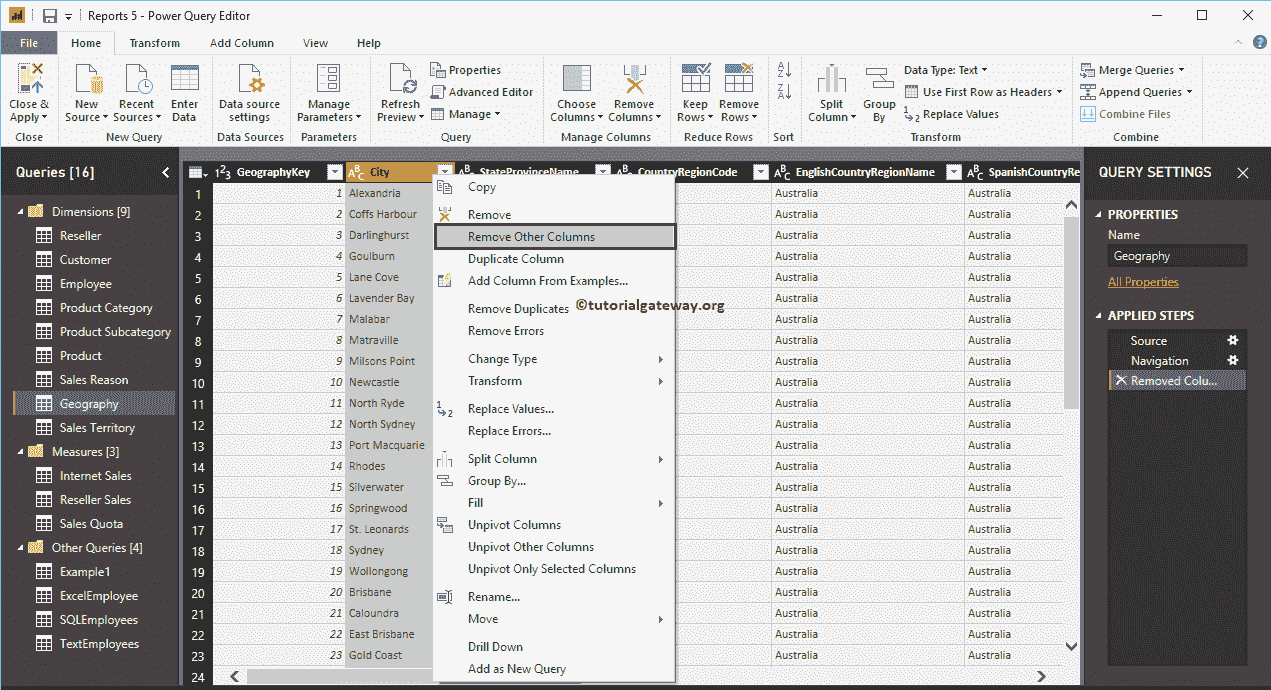 Reports 5 - Power Query Editor
File Home Transform Add Column View Help
Close & Apply
New Source
Recent Sources
Enter Data
Data source settings
Manage Parameters
Refresh Preview
Properties
Advanced Editor
Manage
Choose Columns
Remove Columns
Keep Rows
Remove Rows
Split Column
Group By
Data Type: Text
Use First Row as Headers
Replace Values
Merge Queries
Append Queries
Combine Files
Close New Query Data Sources Parameters Query Manage Columns Reduce Rows Sort Transform Combine
Queries [16]
Dimensions [9]
Reseller
Customer
Employee
Product Category
Product Subcategory
Product
Sales Reason
Geography
Sales Territory
Measures [3]
Internet Sales
Reseller Sales
Sales Quota
Other Queries [4]
Example1
ExcelEmployee
SQLEmployees
TextEmployees
GeographyKey City StateProvinceName CountryRegionCode EnglishCountryRegionName SpanishCountryRe
1 1 Alexandria Australia Australia
2 2 Coffs Harbour Australia Australia
3 3 Darlinghurst Australia Australia
4 4 Goulburn Australia Australia
5 5 Lane Cove Australia Australia
6 6 Lavender Bay Australia Australia
7 7 Malabar Australia Australia
8 8 Matraville Australia Australia
9 9 Milsons Point Australia Australia
10 10 Newcastle Australia Australia
11 11 North Ryde Australia Australia
12 12 North Sydney Australia Australia
13 13 Port Macquarie Australia Australia
14 14 Rhodes Australia Australia
15 15 Silverwater Australia Australia
16 16 Springwood Australia Australia
17 17 St. Leonards Australia Australia
18 18 Sydney Australia Australia
19 19 Wollongong Australia Australia
20 20 Brisbane Australia Australia
21 21 Caloundra Australia Australia
22 22 East Brisbane Australia Australia
23 23 Gold Coast Australia Australia
24
Copy
Remove
Remove Other Columns
Duplicate Column
Add Column From Examples...
Remove Duplicates
©tutorialgateway.org
Remove Errors
Change Type
Transform
Replace Values...
Replace Errors...
Split Column
Group By...
Fill
Unpivot Columns
Unpivot Other Columns
Unpivot Only Selected Columns
Rename...
Move
Drill Down
Add as New Query
QUERY SETTINGS
PROPERTIES
Name
Geography
All Properties
APPLIED STEPS
Source
Navigation
Removed Colu...